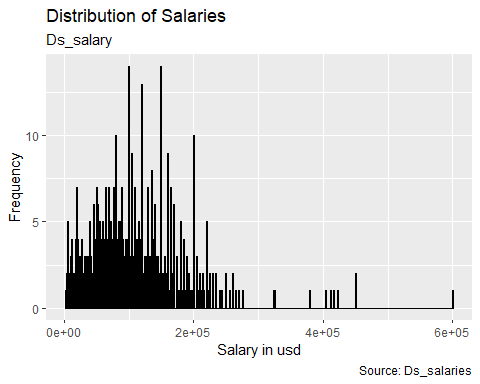 Distribution of Salaries
Ds_salary
Frequency
10
5
0
0e+00 2e+05 4e+05 6e+05
Salary in usd
Source: Ds_salaries